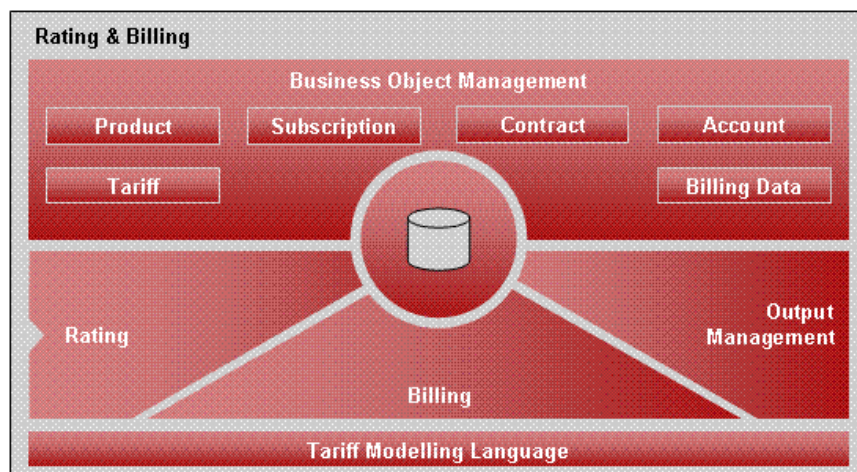 Rating & Billing
Business Object Management
Product
Subscription
Contract
Account
Tariff
Billing Data
Rating
Output
Management
Billing
Tariff Modelling Language